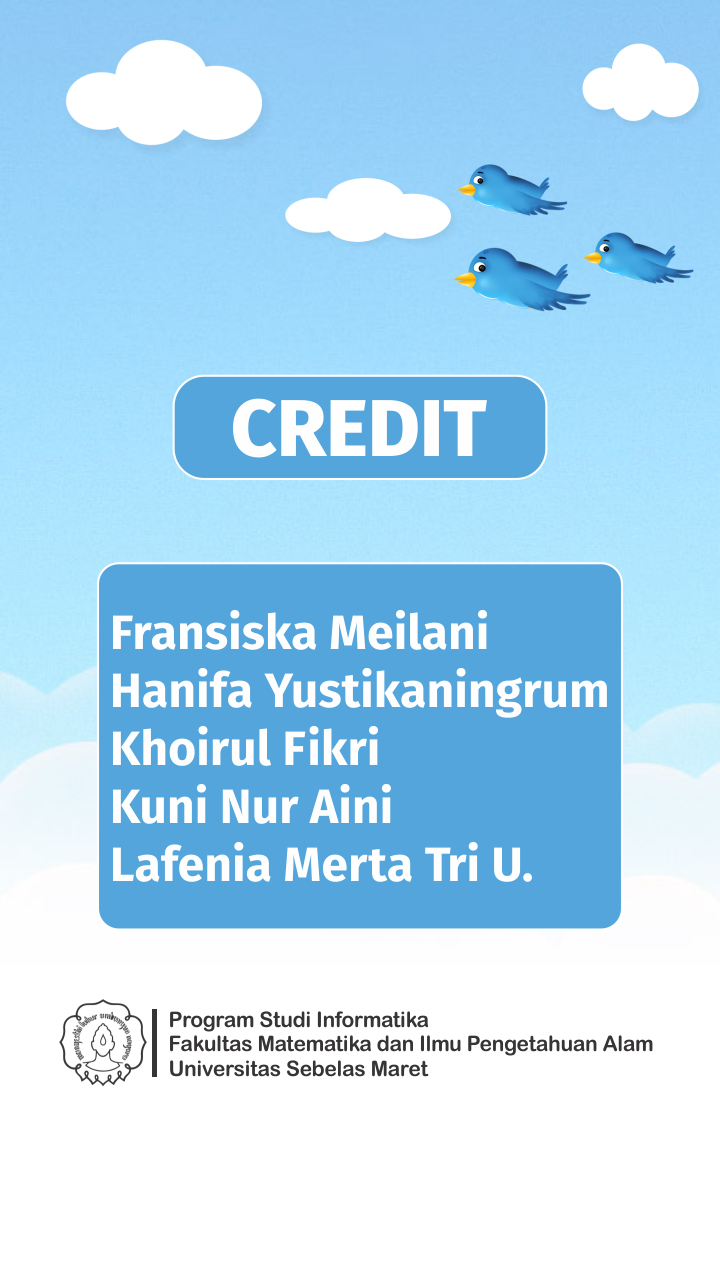 CREDIT
Fransiska Meilani
Hanifa Yustikaningrum
Khoirul Fikri
Kuni Nur Aini
Lafenia Merta Tri U.
Program Studi Informatika
Fakultas Matematika dan Ilmu Pengetahuan Alam
Universitas Sebelas Maret